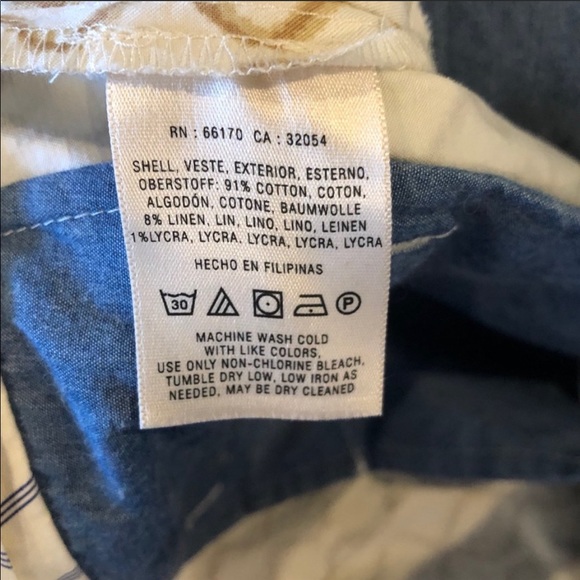 RN : 66170 CA : 32054
SHELL, VESTE, EXTERIOR, ESTERNO,
OBERSTOFF: 91% COTTON, COTON,
ALGODÓN, COTONE, BAUMWOLLE
8% LINEN, LIN, LINO, LINO, LEINEN
1%LYCRA, LYCRA, LYCRA, LYCRA, LYCRA
HECHO EN FILIPINAS
30 P
MACHINE WASH COLD
WITH LIKE COLORS,
USE ONLY NON-CHLORINE BLEACH,
TUMBLE DRY LOW, LOW IRON AS
NEEDED, MAY BE DRY CLEANED